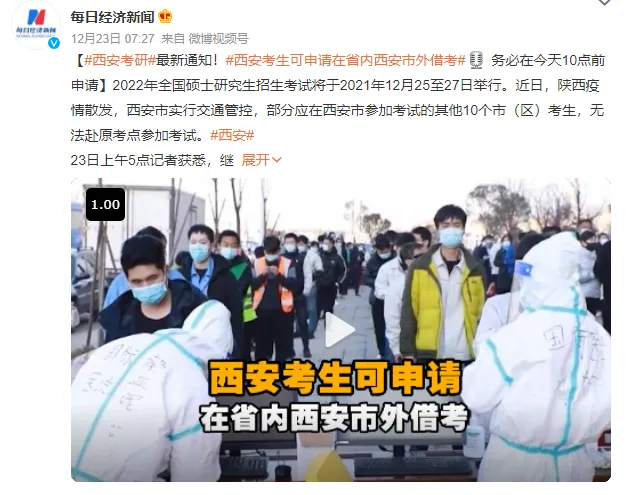 每日经济新闻
每日经济新闻
12月23日 07:27 来自 微博视频号
【#西安考研#最新通知！#西安考生可申请在省内西安市外借考# 务必在今天10点前
申请】2022年全国硕士研究生招生考试将于2021年12月25至27日举行。近日，陕西疫
情散发，西安市实行交通管控，部分应在西安市参加考试的其他10个市（区）考生，无
法赴原考点参加考试。#西安#
23日上午5点记者获悉，继 展开
1.00
西安考生可申请
在省内西安市外借考